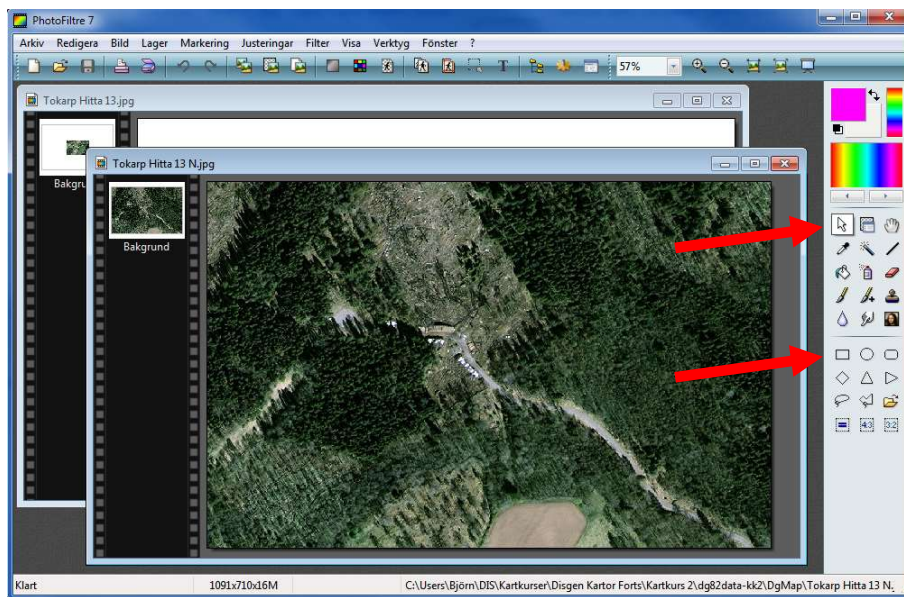 PhotoFiltre 7
Arkiv Redigera Bild Lager Markering Justeringar Filter Visa Verktyg Fönster ?
T 57%
Tokarp Hitta 13.jpg
Bakgru
Tokarp Hitta 13 N.jpg
Bakgrund
4:3 3:2
Klart 1091x710x16M C:\Users\Björn\DIS\Kartkurser\Disgen Kartor Forts\Kartkurs 2\dg82data-kk2\DgMap\Tokarp Hitta 13 N.